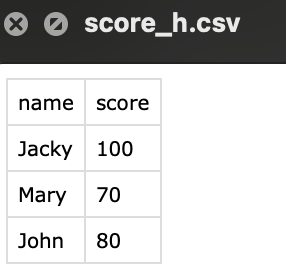 score_h.csv
name score
Jacky 100
Mary 70
John 80